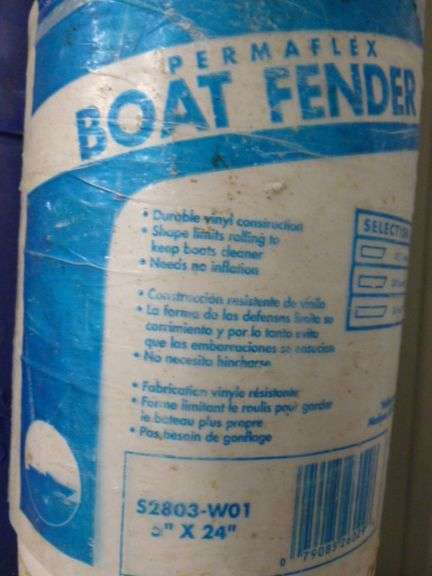 PERMAFLEX
BOAT FENDER
• Durable vinyl construction
• Shape limits rolling to
keep boats cleaner
• Needs no inflation
SELECTION
• Construcción resistente de vinilo
• La forma de las defensas limita su
corrimiento y por lo tanto evita
que las embarcaciones se ensucien
• No necesita hincharse
• Fabrication vinyle résistante
• Forme limitant le roulis pour garder
le bateau plus propre
• Pas besoin de gonflage
S2803-W01
" X 24"
0 79085